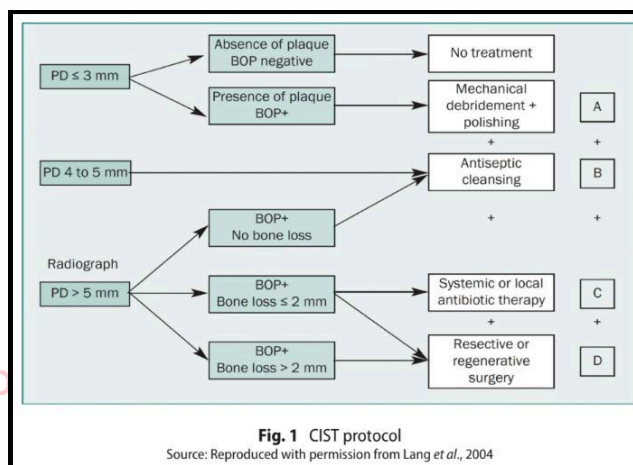 Absence of plaque
BOP negative
No treatment
PD ≤ 3 mm
Presence of plaque
BOP+
Mechanical
debridement +
polishing
A
+
+
PD 4 to 5 mm
Antiseptic
cleansing
B
BOP+
No bone loss
+
+
Radiograph
PD > 5 mm
BOP+
Bone loss ≤ 2 mm
Systemic or local
antibiotic therapy
C
+
+
BOP+
Bone loss > 2 mm
Resective or
regenerative
surgery
D
Fig. 1 CIST protocol
Source: Reproduced with permission from Lang et al., 2004